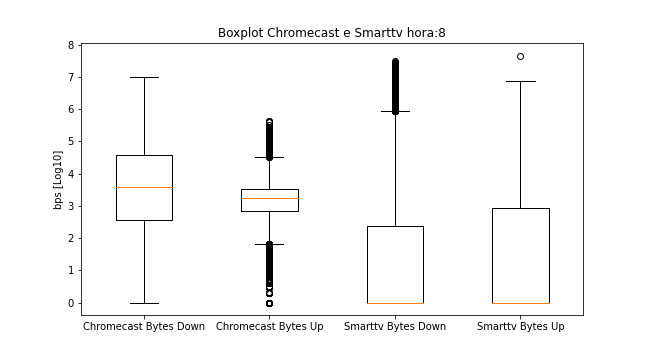 Boxplot Chromecast e Smarttv hora:8
8
7
6
5
4
3
2
1
0
bps [Log10]
Chromecast Bytes Down
Chromecast Bytes Up
Smarttv Bytes Down
Smarttv Bytes Up